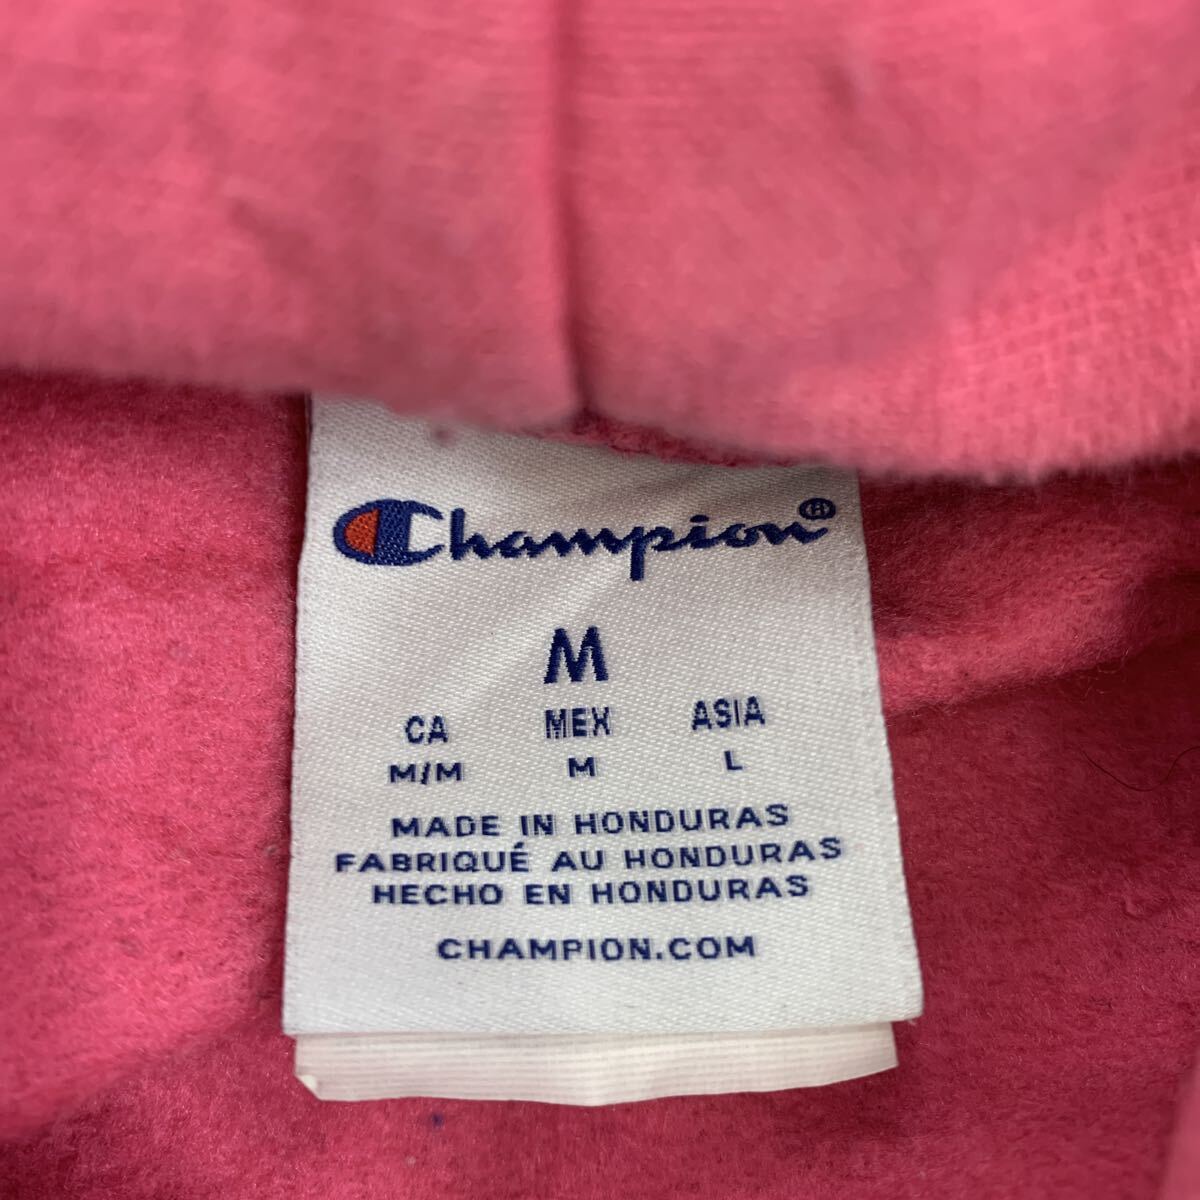 Champion®
M
CA MEX ASIA
M/M M L
MADE IN HONDURAS
FABRIQUÉ AU HONDURAS
HECHO EN HONDURAS
CHAMPION.COM